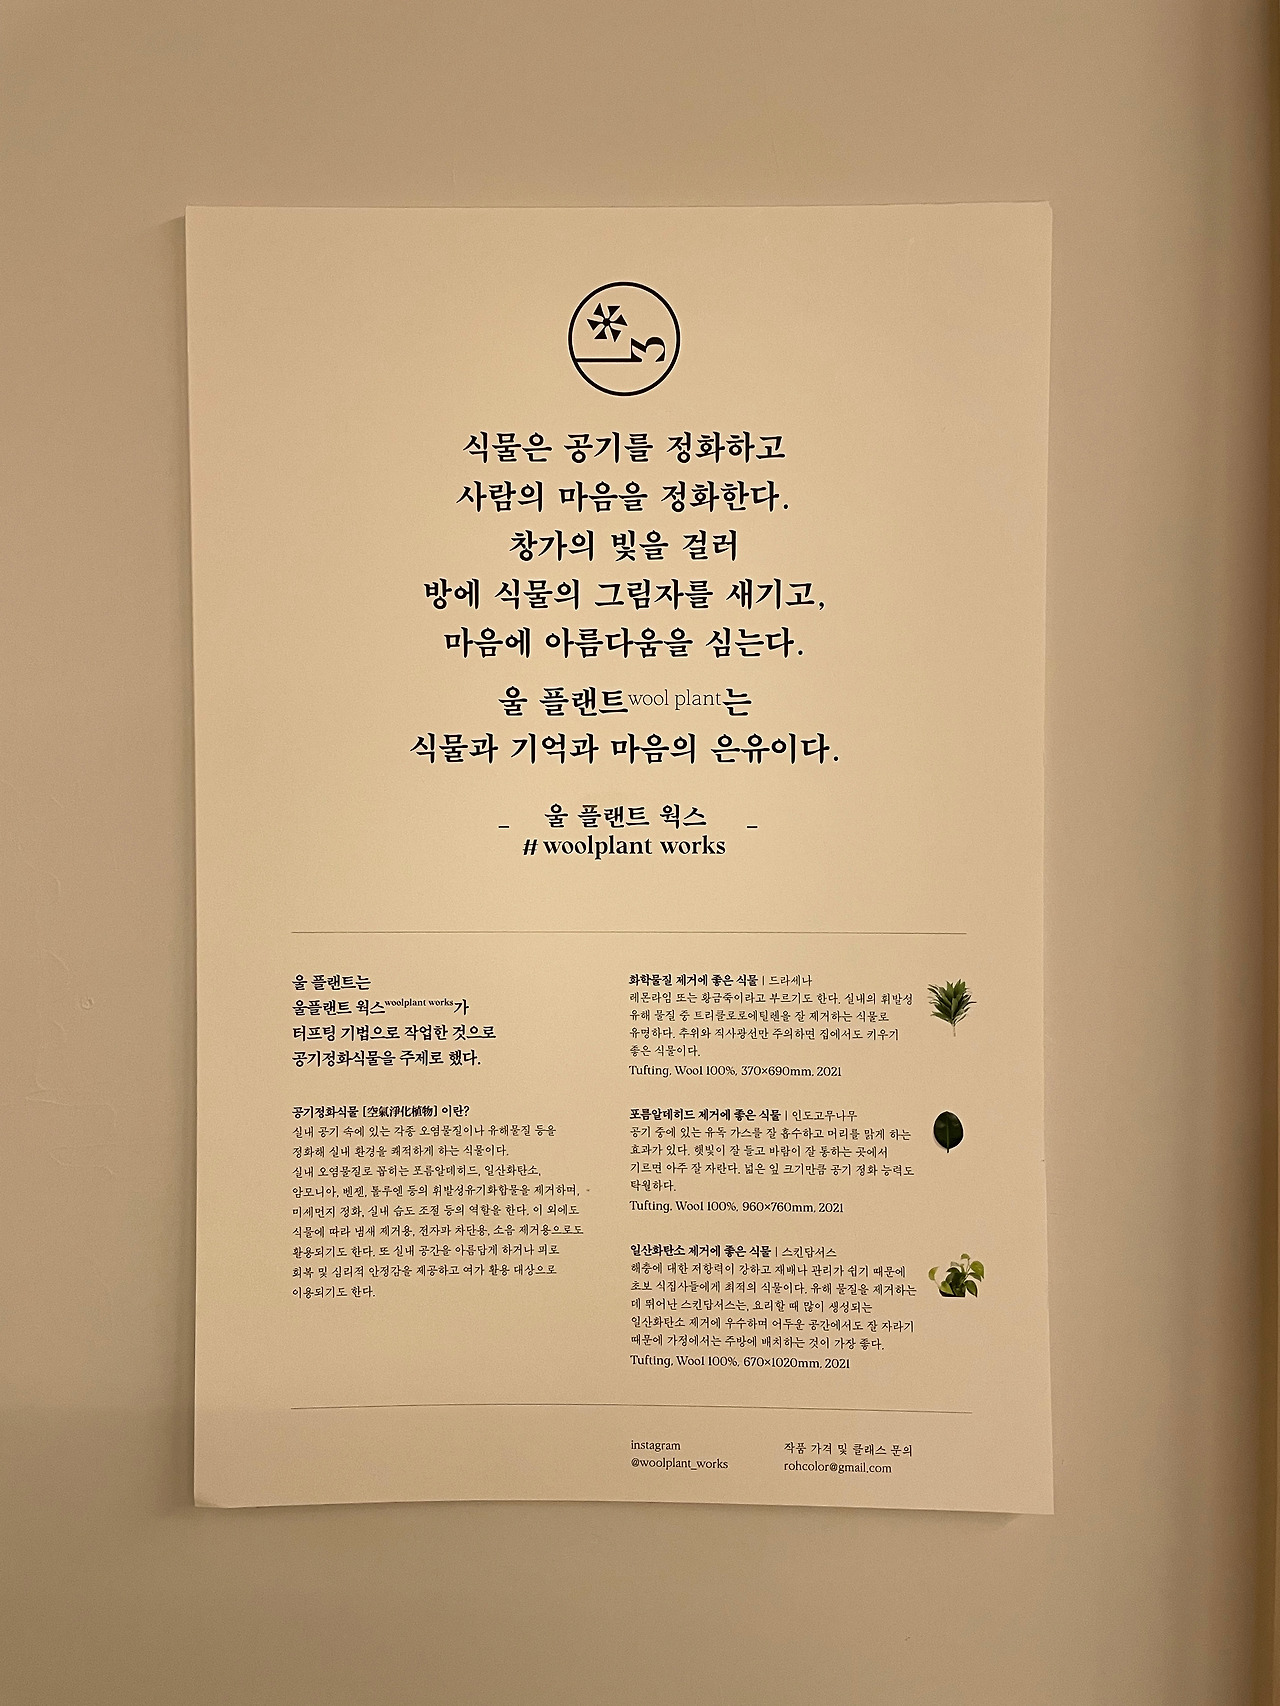 식물은 공기를 정화하고
사람의 마음을 정화한다.
창가의 빛을 걸러
방에 식물의 그림자를 새기고,
마음에 아름다움을 심는다.
울 플랜트wool plant는
식물과 기억과 마음의 은유이다.
_ 울 플랜트 웍스 _
# woolplant works
울 플랜트는
울플랜트 웍스woolplant works가
터프팅 기법으로 작업한 것으로
공기정화식물을 주제로 했다.
공기정화식물 [空氣淨化植物] 이란?
실내 공기 속에 있는 각종 오염물질이나 유해물질 등을
정화해 실내 환경을 쾌적하게 하는 식물이다.
실내 오염물질로 꼽히는 포름알데히드, 일산화탄소,
암모니아, 벤젠, 톨루엔 등의 휘발성유기화합물을 제거하며,
미세먼지 정화, 실내 습도 조절 등의 역할을 한다. 이 외에도
식물에 따라 냄새 제거용, 전자파 차단용, 소음 제거용으로도
활용되기도 한다. 또 실내 공간을 아름답게 하거나 피로
회복 및 심리적 안정감을 제공하고 여가 활용 대상으로
이용되기도 한다.
화학물질 제거에 좋은 식물 | 드라세나
레몬라임 또는 황금죽이라고 부르기도 한다. 실내의 휘발성
유해 물질 중 트리클로로에틸렌을 잘 제거하는 식물로
유명하다. 추위와 직사광선만 주의하면 집에서도 키우기
좋은 식물이다.
Tufting, Wool 100%, 370×690mm, 2021
포름알데히드 제거에 좋은 식물 | 인도고무나무
공기 중에 있는 유독 가스를 잘 흡수하고 머리를 맑게 하는
효과가 있다. 햇빛이 잘 들고 바람이 잘 통하는 곳에서
기르면 아주 잘 자란다. 넓은 잎 크기만큼 공기 정화 능력도
탁월하다.
Tufting, Wool 100%, 960×760mm, 2021
일산화탄소 제거에 좋은 식물 | 스킨답서스
해충에 대한 저항력이 강하고 재배나 관리가 쉽기 때문에
초보 식집사들에게 최적의 식물이다. 유해 물질을 제거하는
데 뛰어난 스킨답서스는, 요리할 때 많이 생성되는
일산화탄소 제거에 우수하며 어두운 공간에서도 잘 자라기
때문에 가정에서는 주방에 배치하는 것이 가장 좋다.
Tufting, Wool 100%, 670×1020mm, 2021
instagram
@woolplant_works
작품 가격 및 클래스 문의
rohcolor@gmail.com